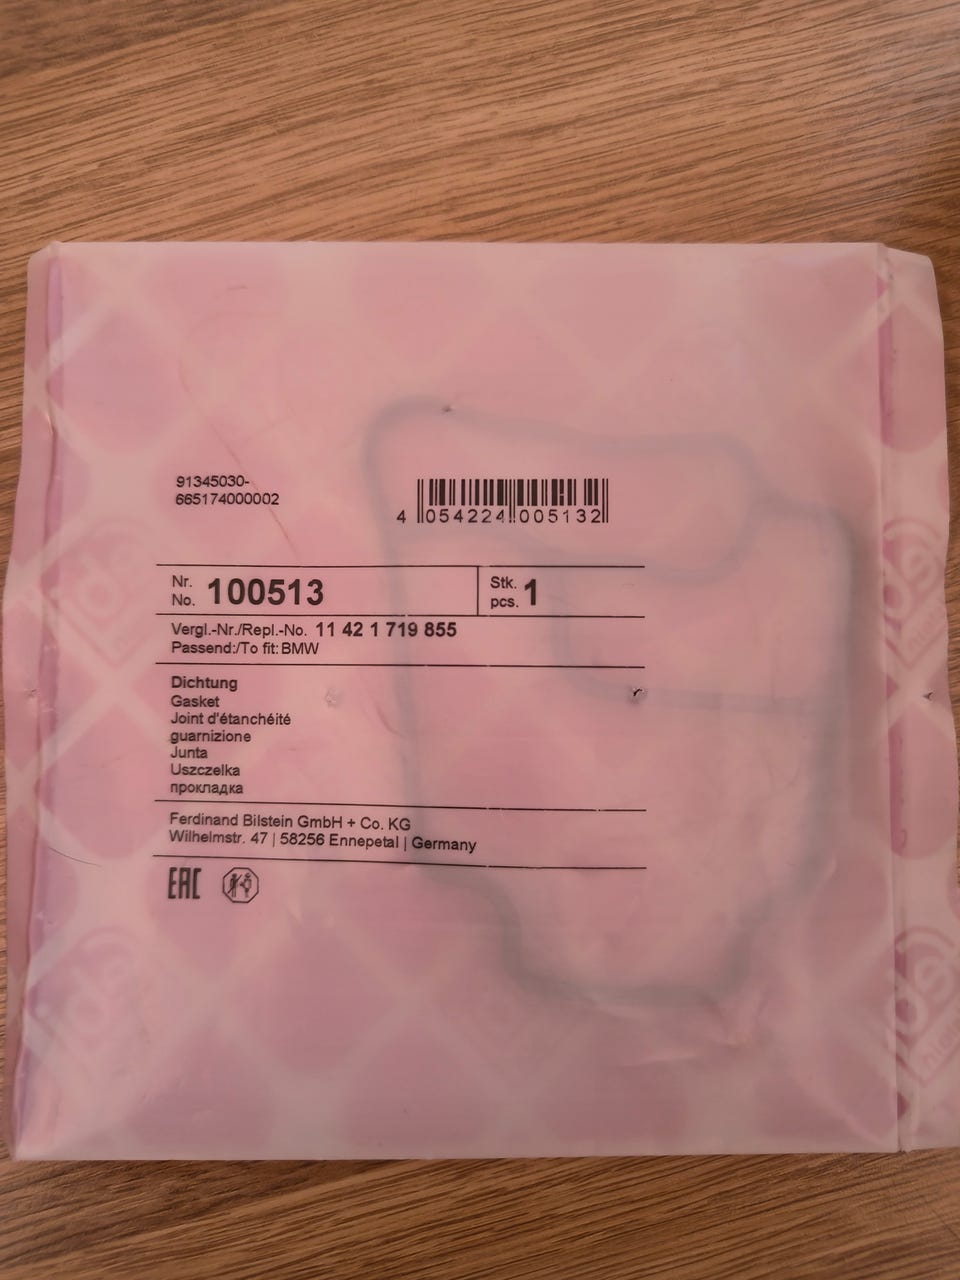 91345030-
665174000002
4 054224 005132
Nr.
No. 100513
Stk.
pcs. 1
Vergl.-Nr./Repl.-No. 11 42 1 719 855
Passend:/To fit: BMW
Dichtung
Gasket
Joint d'étanchéité
guarnizione
Junta
Uszczelka
прокладка
Ferdinand Bilstein GmbH + Co. KG
Wilhelmstr. 47 | 58256 Ennepetal | Germany
EAC